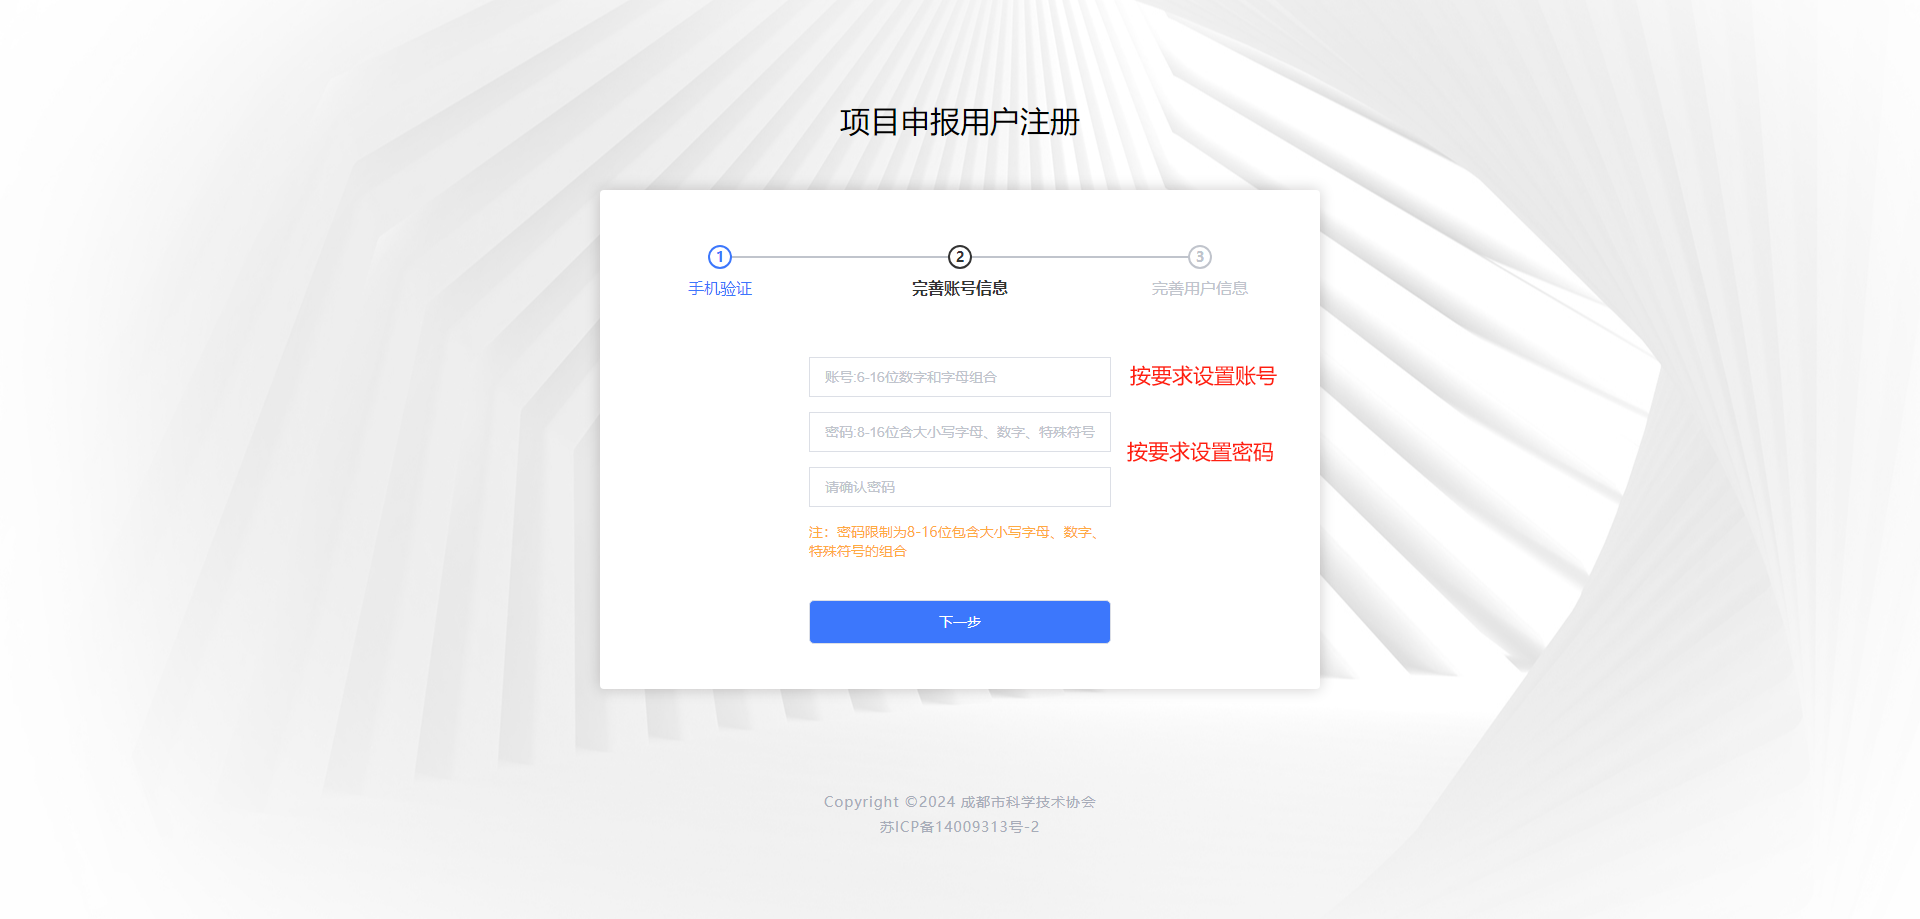 项目申报用户注册
1
2
3
手机验证
完善账号信息
完善用户信息
账号:6-16位数字和字母组合
按要求设置账号
密码:8-16位含大小写字母、数字、特殊符号
按要求设置密码
请确认密码
注：密码限制为8-16位包含大小写字母、数字、
特殊符号的组合
下一步
Copyright ©2024 成都市科学技术协会
苏ICP备14009313号-2